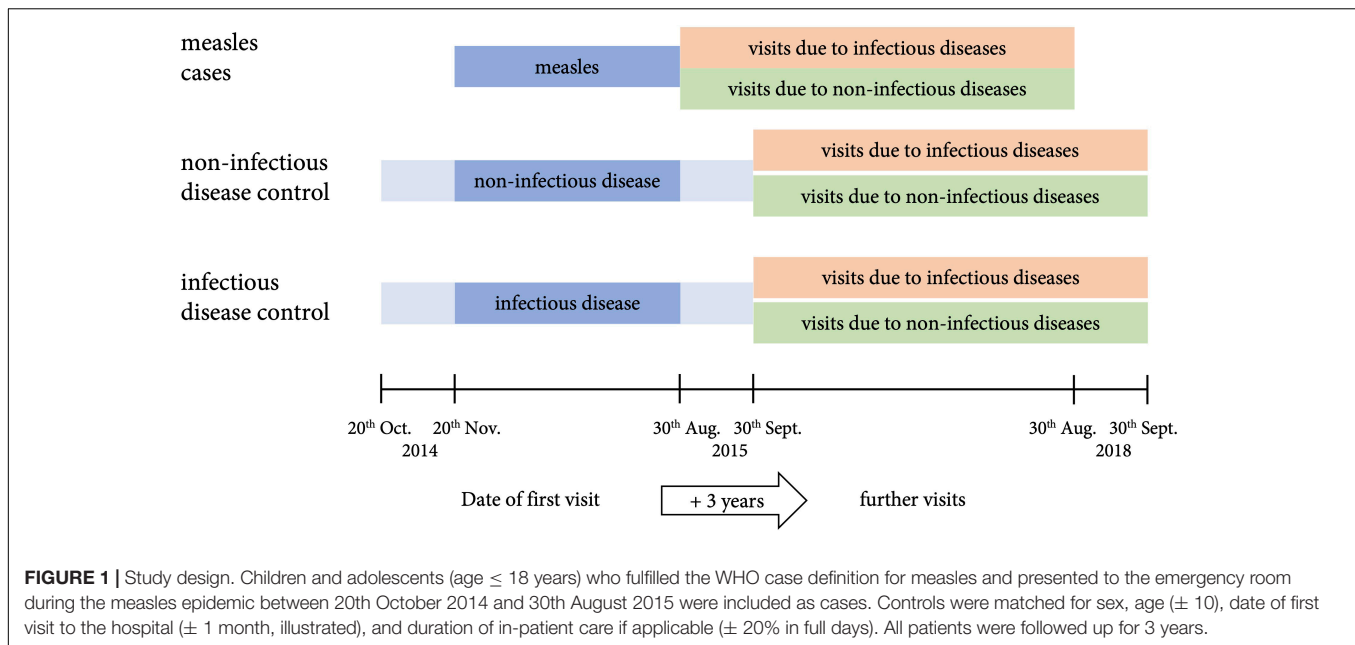 measles
cases
measles
visits due to infectious diseases
visits due to non-infectious diseases
non-infectious
disease control
non-infectious disease
visits due to infectious diseases
visits due to non-infectious diseases
infectious
disease control
infectious disease
visits due to infectious diseases
visits due to non-infectious diseases
20th Oct. 20th Nov. 30th Aug. 30th Sept. 30th Aug. 30th Sept.
2014 2015 2018
Date of first visit + 3 years further visits
FIGURE 1 | Study design. Children and adolescents (age ≤ 18 years) who fulfilled the WHO case definition for measles and presented to the emergency room
during the measles epidemic between 20th October 2014 and 30th August 2015 were included as cases. Controls were matched for sex, age (± 10), date of first
visit to the hospital (± 1 month, illustrated), and duration of in-patient care if applicable (± 20% in full days). All patients were followed up for 3 years.